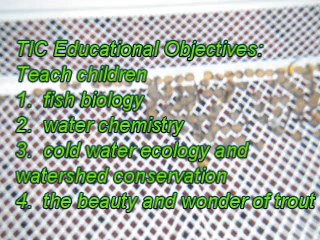 TIC Educational Objectives:
Teach children
1. fish biology
2. water chemistry
3. cold water ecology and
watershed conservation
4. the beauty and wonder of trout